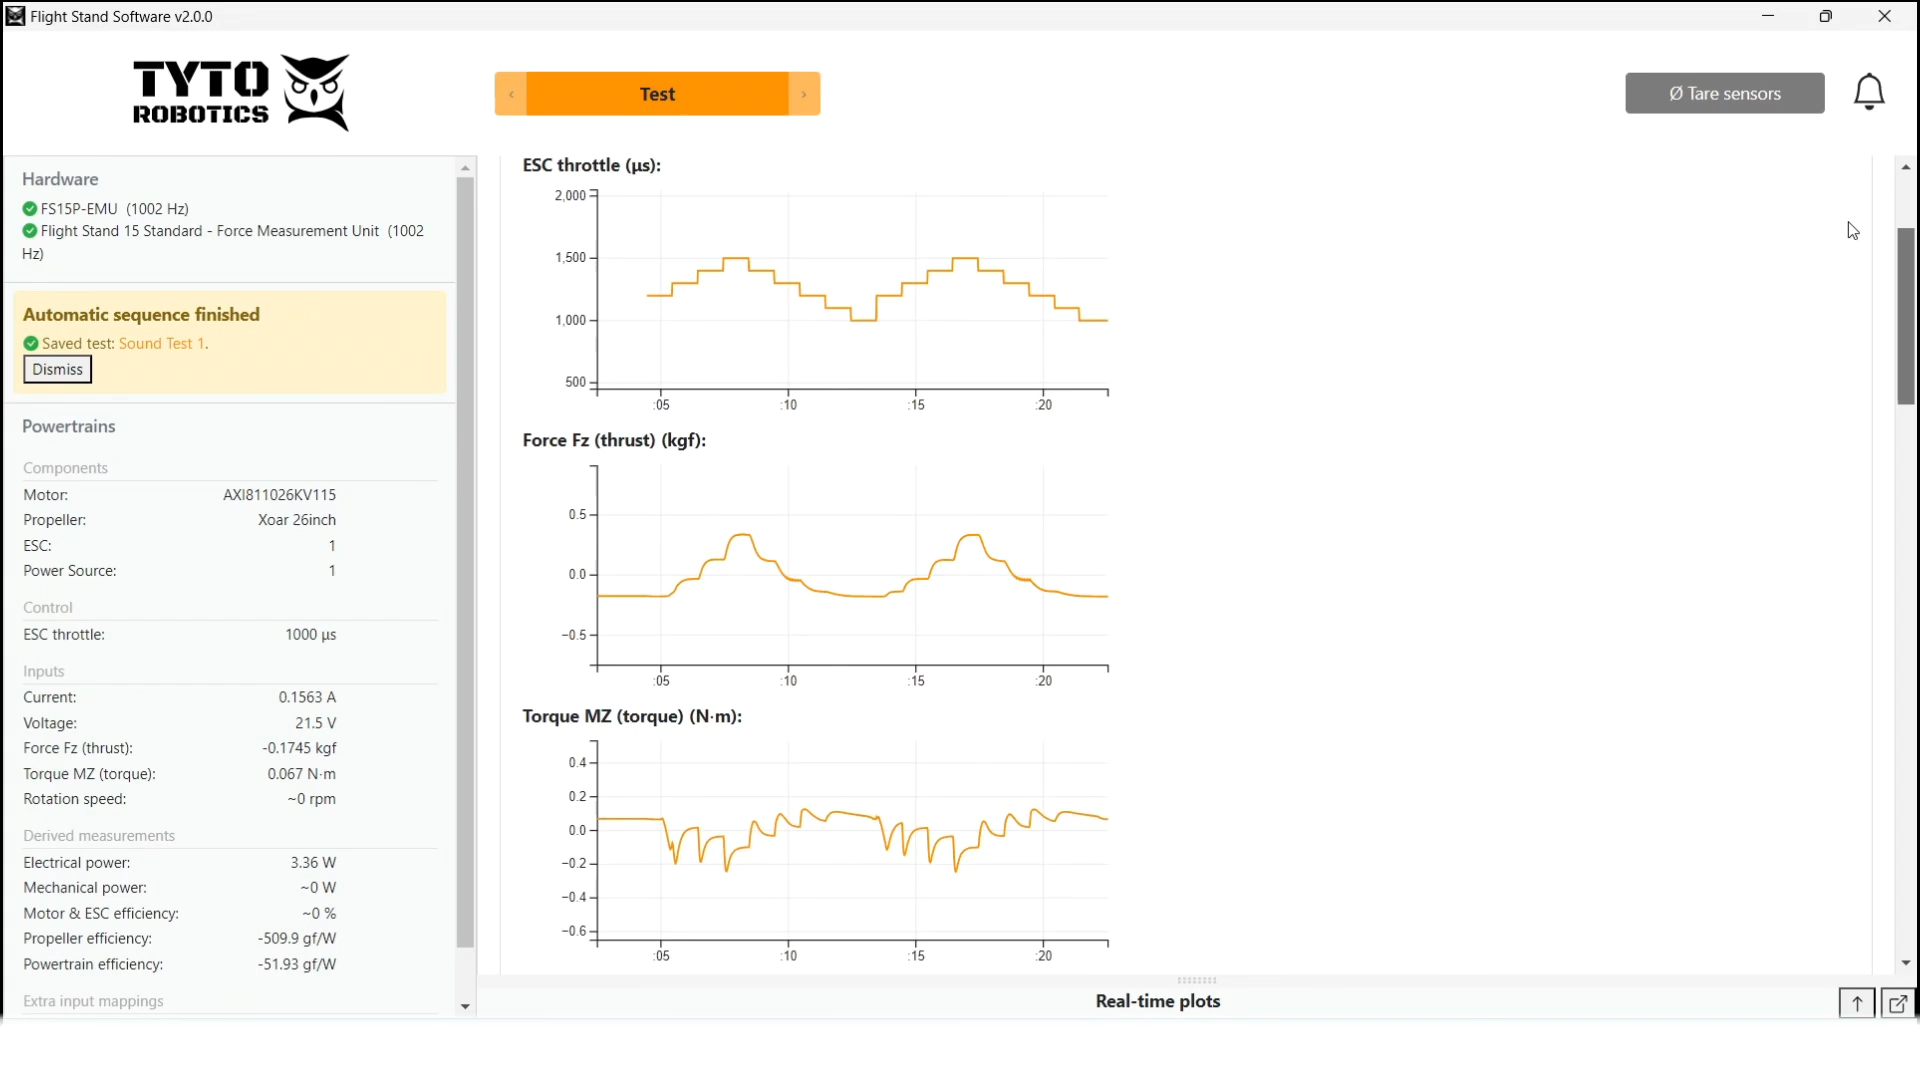 Flight Stand Software v2.0.0
TYTO
ROBOTICS
‹ Test ›
Ø Tare sensors
Hardware
FS15P-EMU (1002 Hz)
Flight Stand 15 Standard - Force Measurement Unit (1002
Hz)
Automatic sequence finished
Saved test: Sound Test 1.
Dismiss
Powertrains
Components
Motor: AXI811026KV115
Propeller: Xoar 26inch
ESC: 1
Power Source: 1
Control
ESC throttle: 1000 µs
Inputs
Current: 0.1563 A
Voltage: 21.5 V
Force Fz (thrust): -0.1745 kgf
Torque MZ (torque): 0.067 N·m
Rotation speed: ~0 rpm
Derived measurements
Electrical power: 3.36 W
Mechanical power: ~0 W
Motor & ESC efficiency: ~0 %
Propeller efficiency: -509.9 gf/W
Powertrain efficiency: -51.93 gf/W
Extra input mappings
ESC throttle (µs):
2,000
1,500
1,000
500
:05 :10 :15 :20
Force Fz (thrust) (kgf):
0.5
0.0
−0.5
:05 :10 :15 :20
Torque MZ (torque) (N·m):
0.4
0.2
0.0
−0.2
−0.4
−0.6
:05 :10 :15 :20
Real-time plots